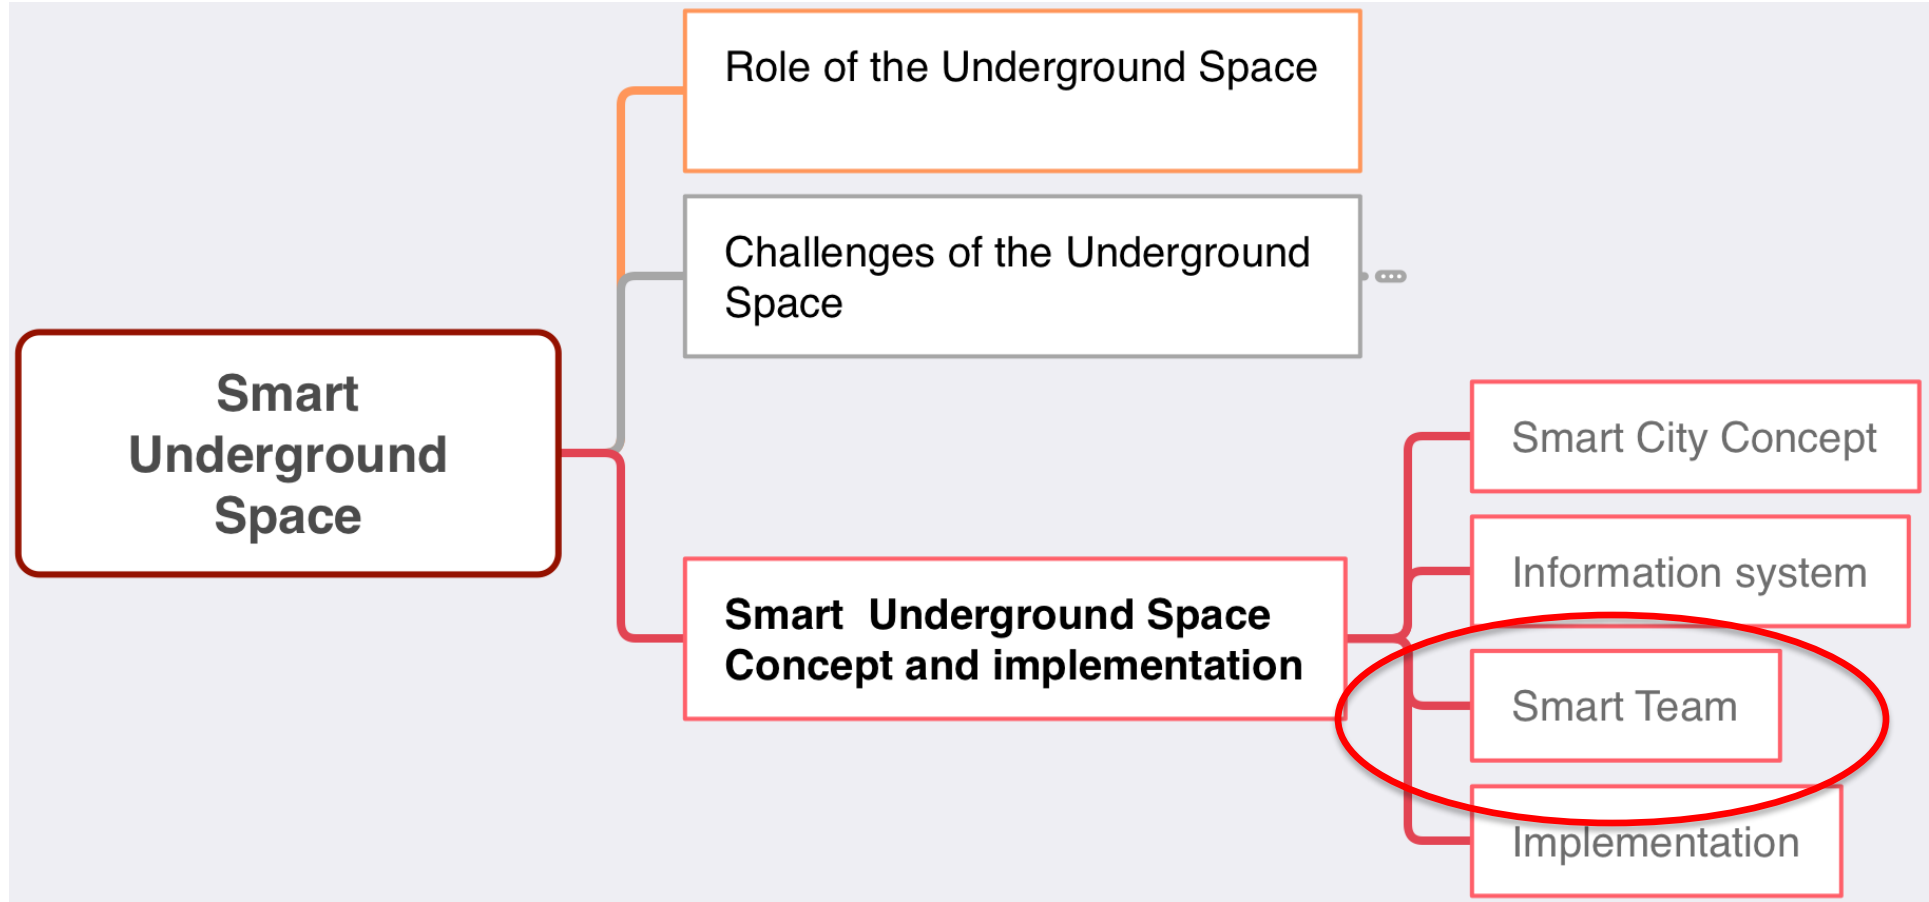 Role of the Underground Space
Challenges of the Underground
Space
Smart
Underground
Space
Smart City Concept
Information system
Smart  Underground Space
Concept and implementation
Smart Team
Implementation